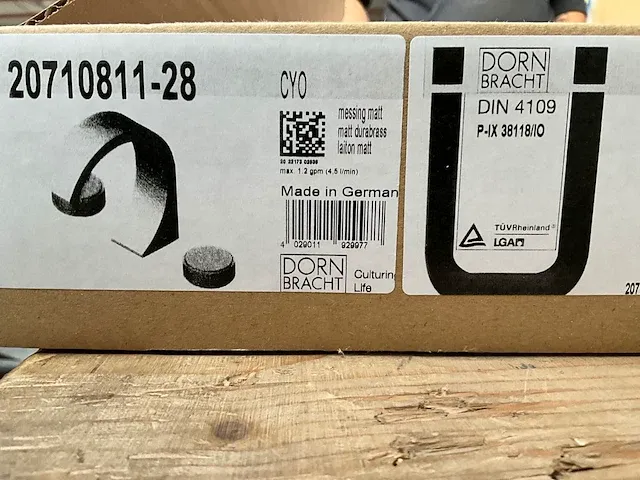 20710811-28
CYO
messing matt
matt durabrass
laiton matt
max. 1.2 gpm (4,5 l/min)
Made in German
4 029011 929977
DORN
BRACHT
Culturing
Life
DORN
BRACHT
DIN 4109
P-IX 38118/IO
TÜVRheinland®
LGA
207